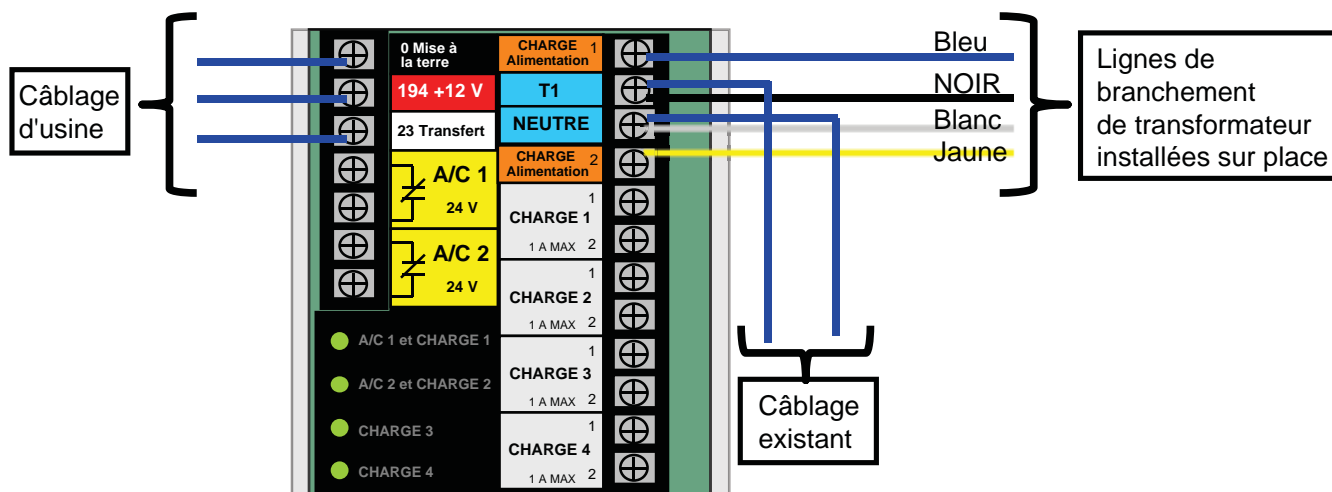 Câblage
d'usine
0 Mise à
la terre
194 +12 V
23 Transfert
A/C 1
24 V
A/C 2
24 V
A/C 1 et CHARGE 1
A/C 2 et CHARGE 2
CHARGE 3
CHARGE 4
CHARGE 1
Alimentation
T1
NEUTRE
CHARGE 2
Alimentation
1
CHARGE 1
1 A MAX 2
1
CHARGE 2
1 A MAX 2
1
CHARGE 3
1 A MAX 2
1
CHARGE 4
1 A MAX 2
Bleu
NOIR
Blanc
Jaune
Câblage
existant
Lignes de
branchement
de transformateur
installées sur place